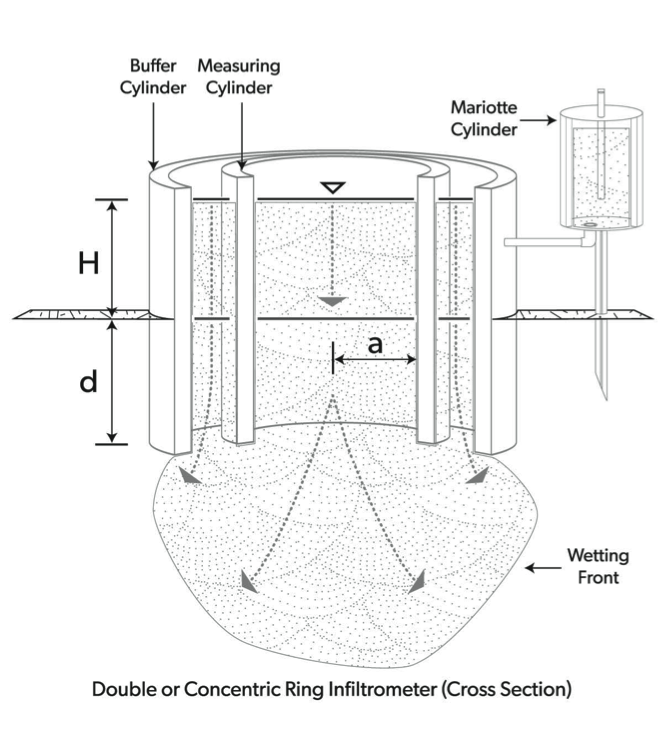 Buffer Measuring
Cylinder Cylinder
Mariotte
Cylinder
H
a
d
Wetting
Front
Double or Concentric Ring Infiltrometer (Cross Section)